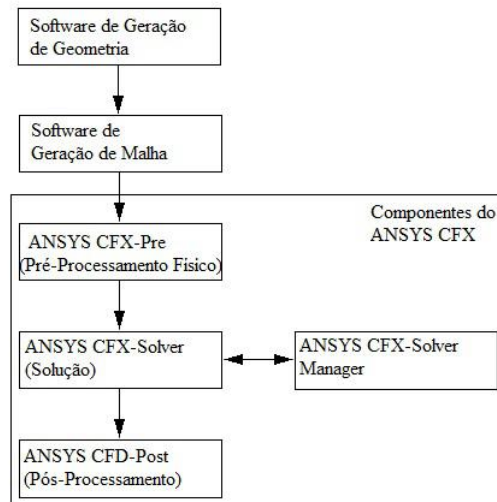 Software de Geração
de Geometria
Software de
Geração de Malha
Componentes do
ANSYS CFX
ANSYS CFX-Pre
(Pré-Processamento Fisico)
ANSYS CFX-Solver
(Solução)
ANSYS CFX-Solver
Manager
ANSYS CFD-Post
(Pós-Processamento)